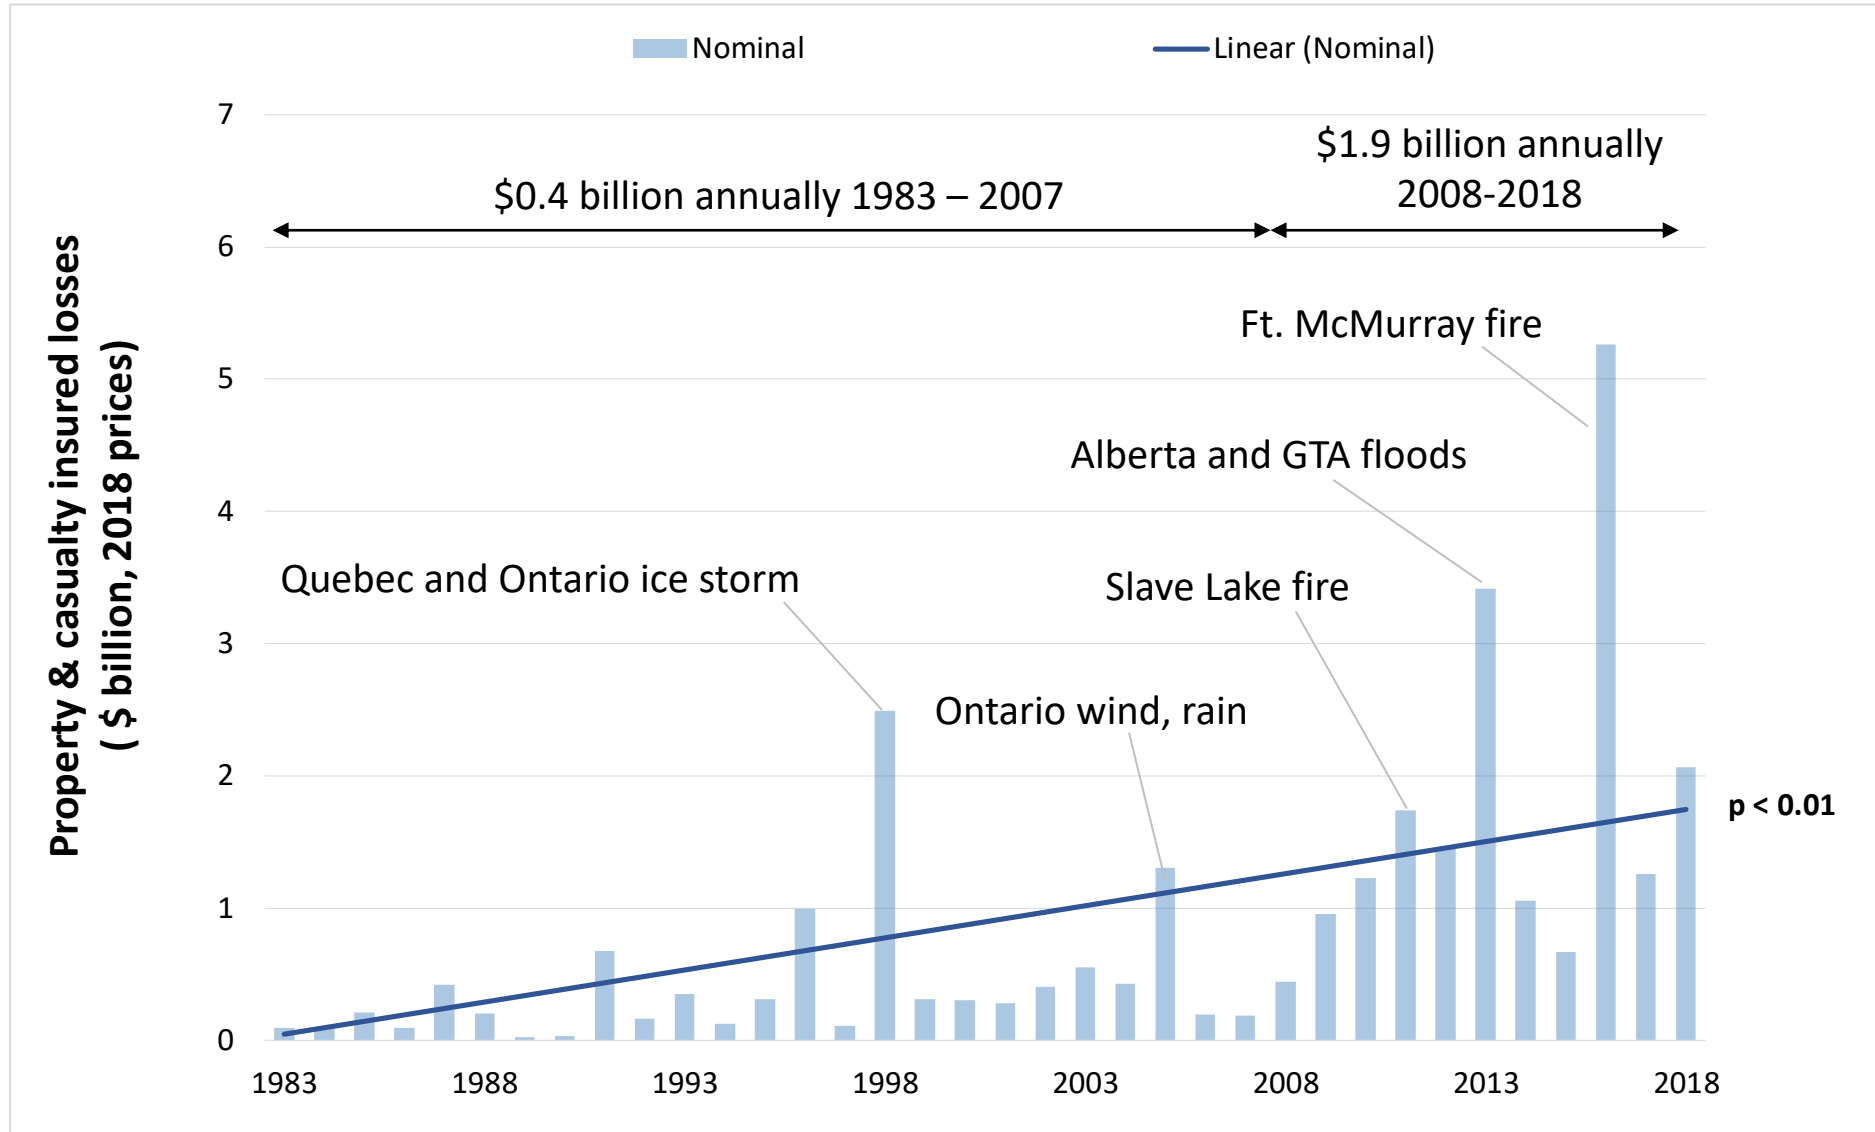 Nominal
Linear (Nominal)
7
6
5
4
3
2
1
0
Property & casualty insured losses
( $ billion, 2018 prices)
$0.4 billion annually 1983 – 2007
$1.9 billion annually
2008-2018
Ft. McMurray fire
Alberta and GTA floods
Quebec and Ontario ice storm
Slave Lake fire
Ontario wind, rain
p < 0.01
1983
1988
1993
1998
2003
2008
2013
2018